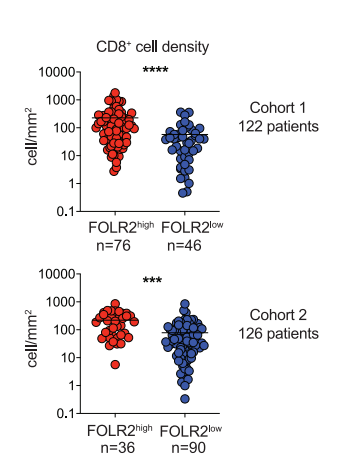 CD8⁺ cell density
10000
1000
100
10
1
0.1
cell/mm²
****
FOLR2ʰⁱᵍʰ FOLR2ˡᵒʷ
n=76 n=46
Cohort 1
122 patients
10000
1000
100
10
1
0.1
cell/mm²
***
FOLR2ʰⁱᵍʰ FOLR2ˡᵒʷ
n=36 n=90
Cohort 2
126 patients